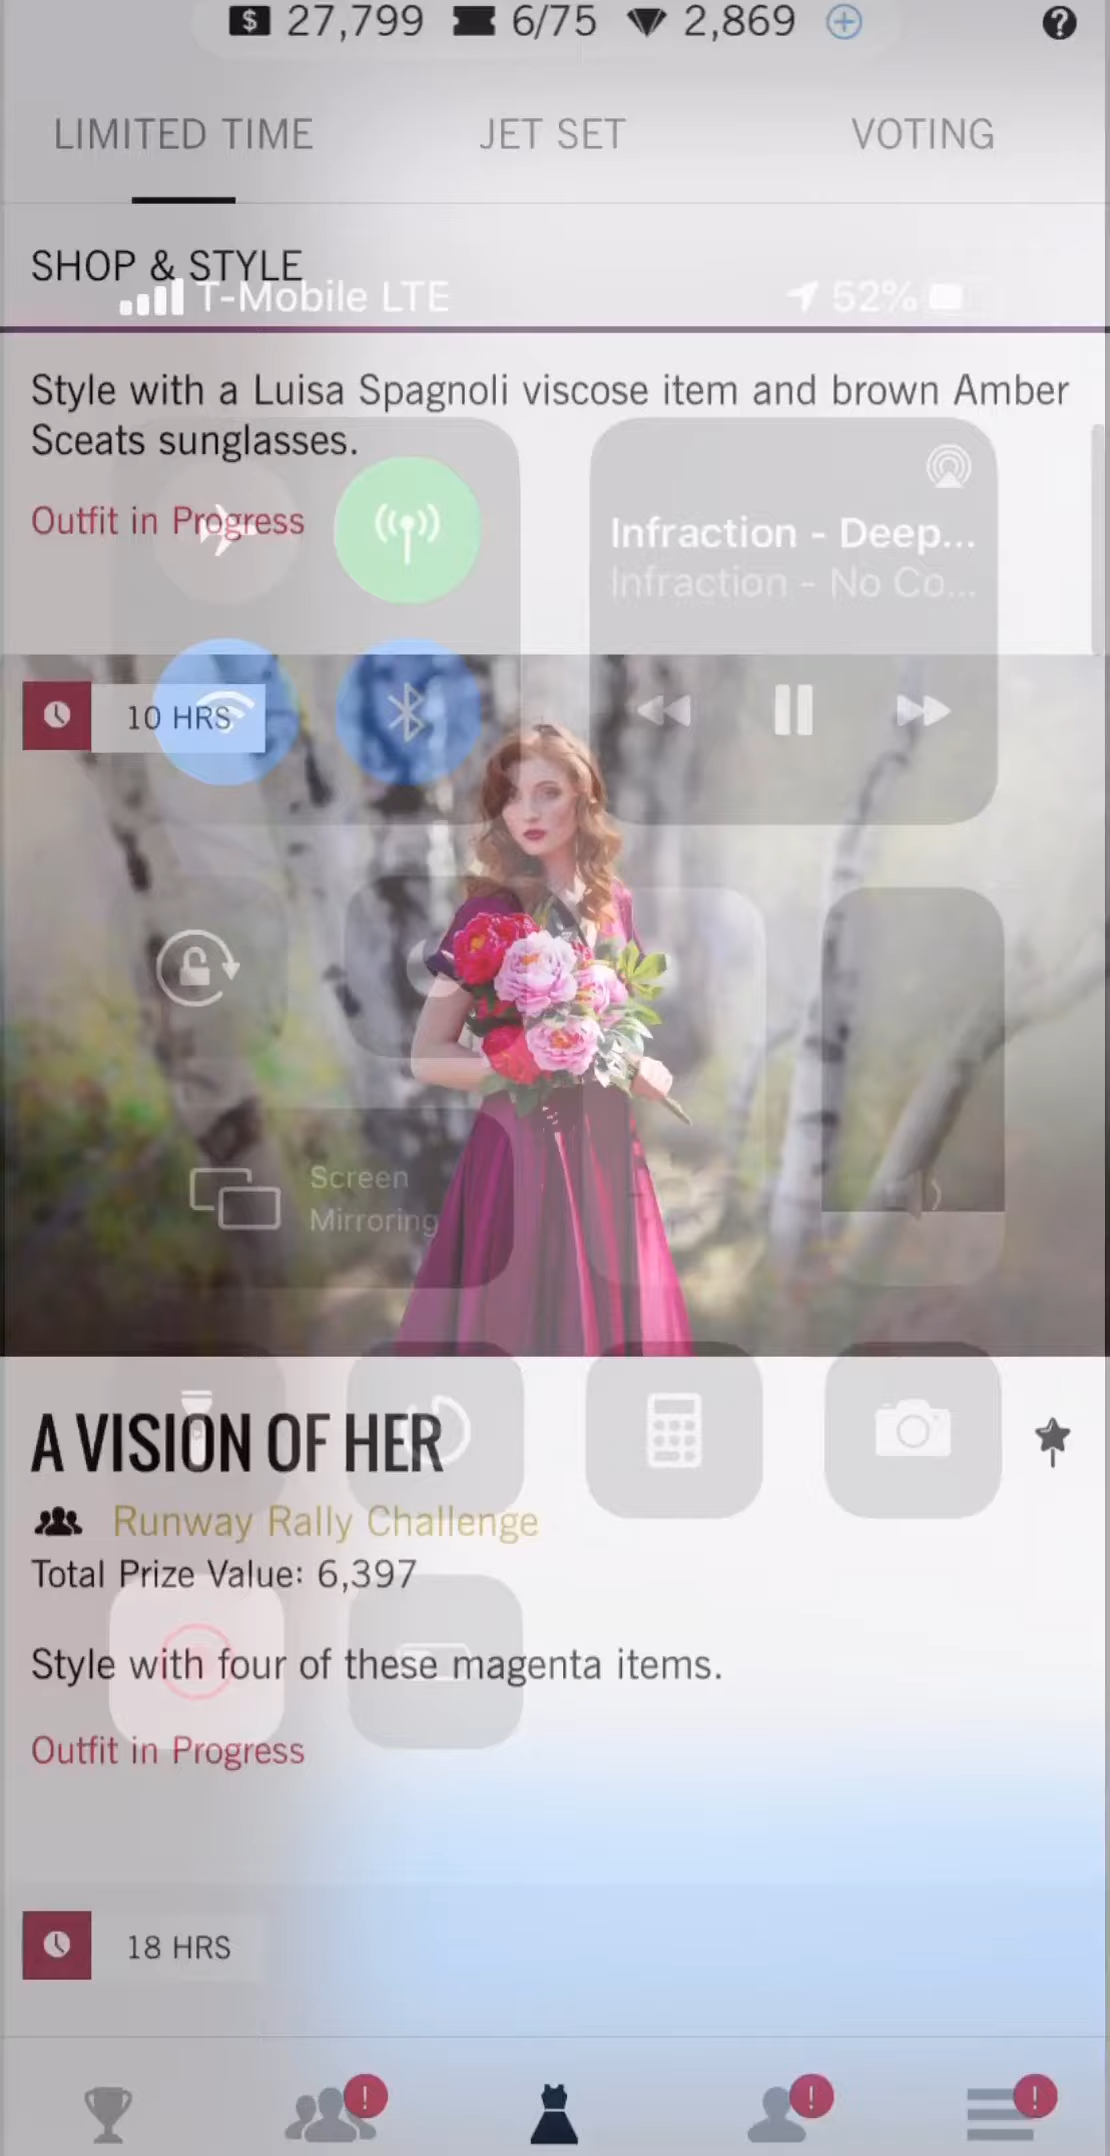 27,799 6/75 2,869
LIMITED TIME JET SET VOTING
SHOP & STYLE
T-Mobile LTE 52%
Style with a Luisa Spagnoli viscose item and brown Amber
Sceats sunglasses.
Outfit in Progress
Infraction - Deep...
Infraction - No Co...
10 HRS
Screen
Mirroring
A VISION OF HER
Runway Rally Challenge
Total Prize Value: 6,397
Style with four of these magenta items.
Outfit in Progress
18 HRS